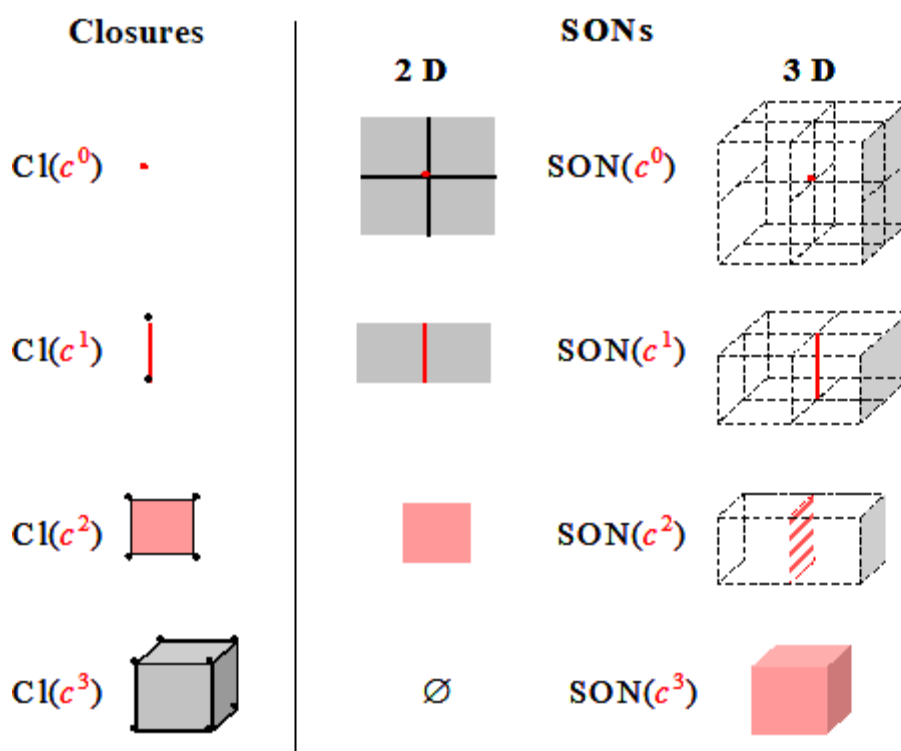 Closures SONs
2 D 3 D
Cl(c⁰) SON(c⁰)
Cl(c¹) SON(c¹)
Cl(c²) SON(c²)
Cl(c³) ∅ SON(c³)